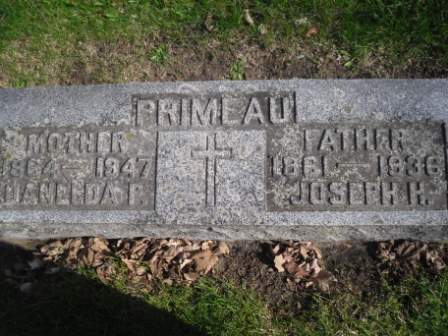 PRIMEAU
MOTHER
1864 — 1947
P.
FATHER
1861 — 1936
JOSEPH H.